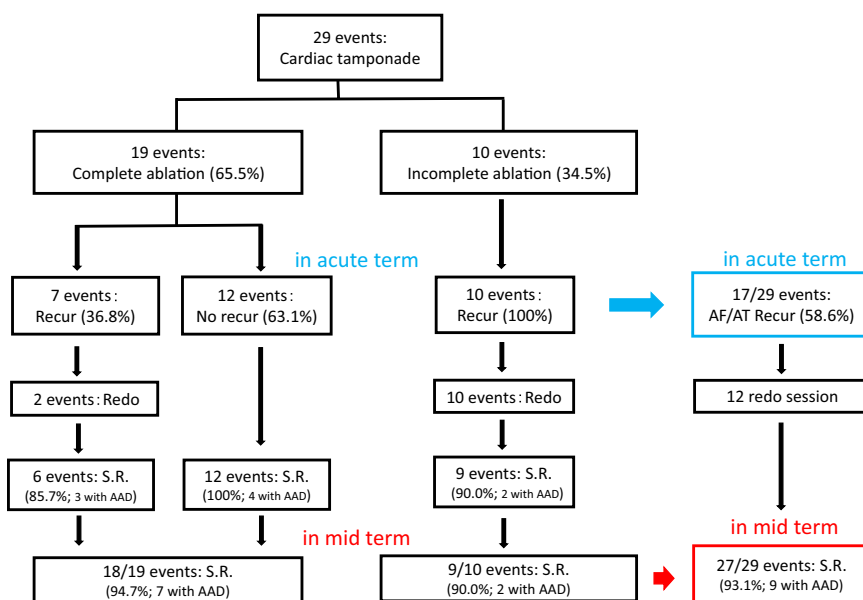 29 events:
Cardiac tamponade
19 events:
Complete ablation (65.5%)
10 events:
Incomplete ablation (34.5%)
in acute term
in acute term
7 events:
Recur (36.8%)
12 events:
No recur (63.1%)
10 events:
Recur (100%)
17/29 events:
AF/AT Recur (58.6%)
2 events: Redo
10 events: Redo
12 redo session
6 events: S.R.
(85.7%; 3 with AAD)
12 events: S.R.
(100%; 4 with AAD)
9 events: S.R.
(90.0%; 2 with AAD)
in mid term
in mid term
18/19 events: S.R.
(94.7%; 7 with AAD)
9/10 events: S.R.
(90.0%; 2 with AAD)
27/29 events: S.R.
(93.1%; 9 with AAD)